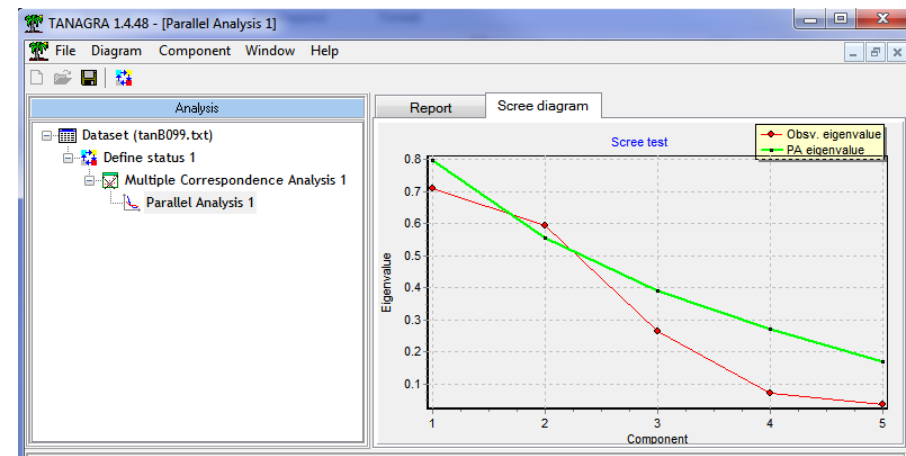 TANAGRA 1.4.48 - [Parallel Analysis 1]
File Diagram Component Window Help
Analysis
Dataset (tanB099.txt)
Define status 1
Multiple Correspondence Analysis 1
Parallel Analysis 1
Report Scree diagram
Scree test
Obsv. eigenvalue
PA eigenvalue
Eigenvalue
0.8
0.7
0.6
0.5
0.4
0.3
0.2
0.1
1 2 3 4 5
Component